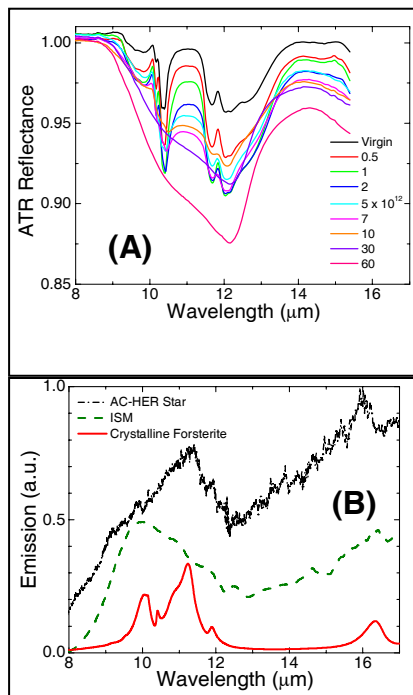 1.00
0.95
0.90
0.85
ATR Reflectance
Virgin
0.5
1
2
5 x 10¹²
7
10
30
60
(A)
8 10 12 14 16
Wavelength (μm)
1.0
0.5
0.0
Emission (a.u.)
AC-HER Star
ISM
Crystalline Forsterite
(B)
8 10 12 14 16
Wavelength (μm)